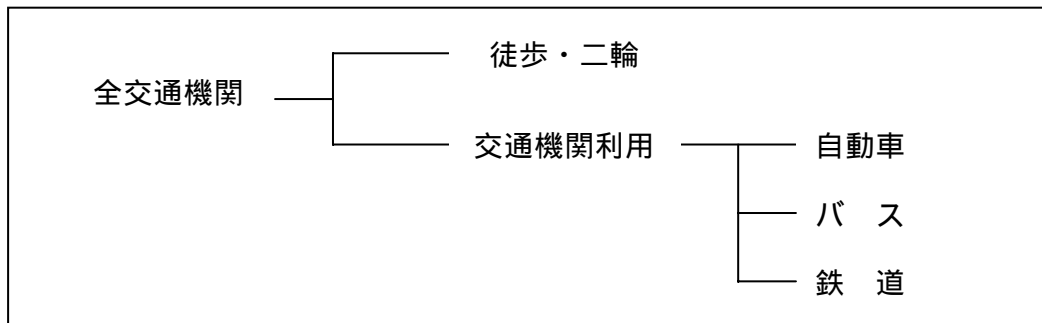 徒歩・二輪
全交通機関
交通機関利用
自動車
バ　ス
鉄　道